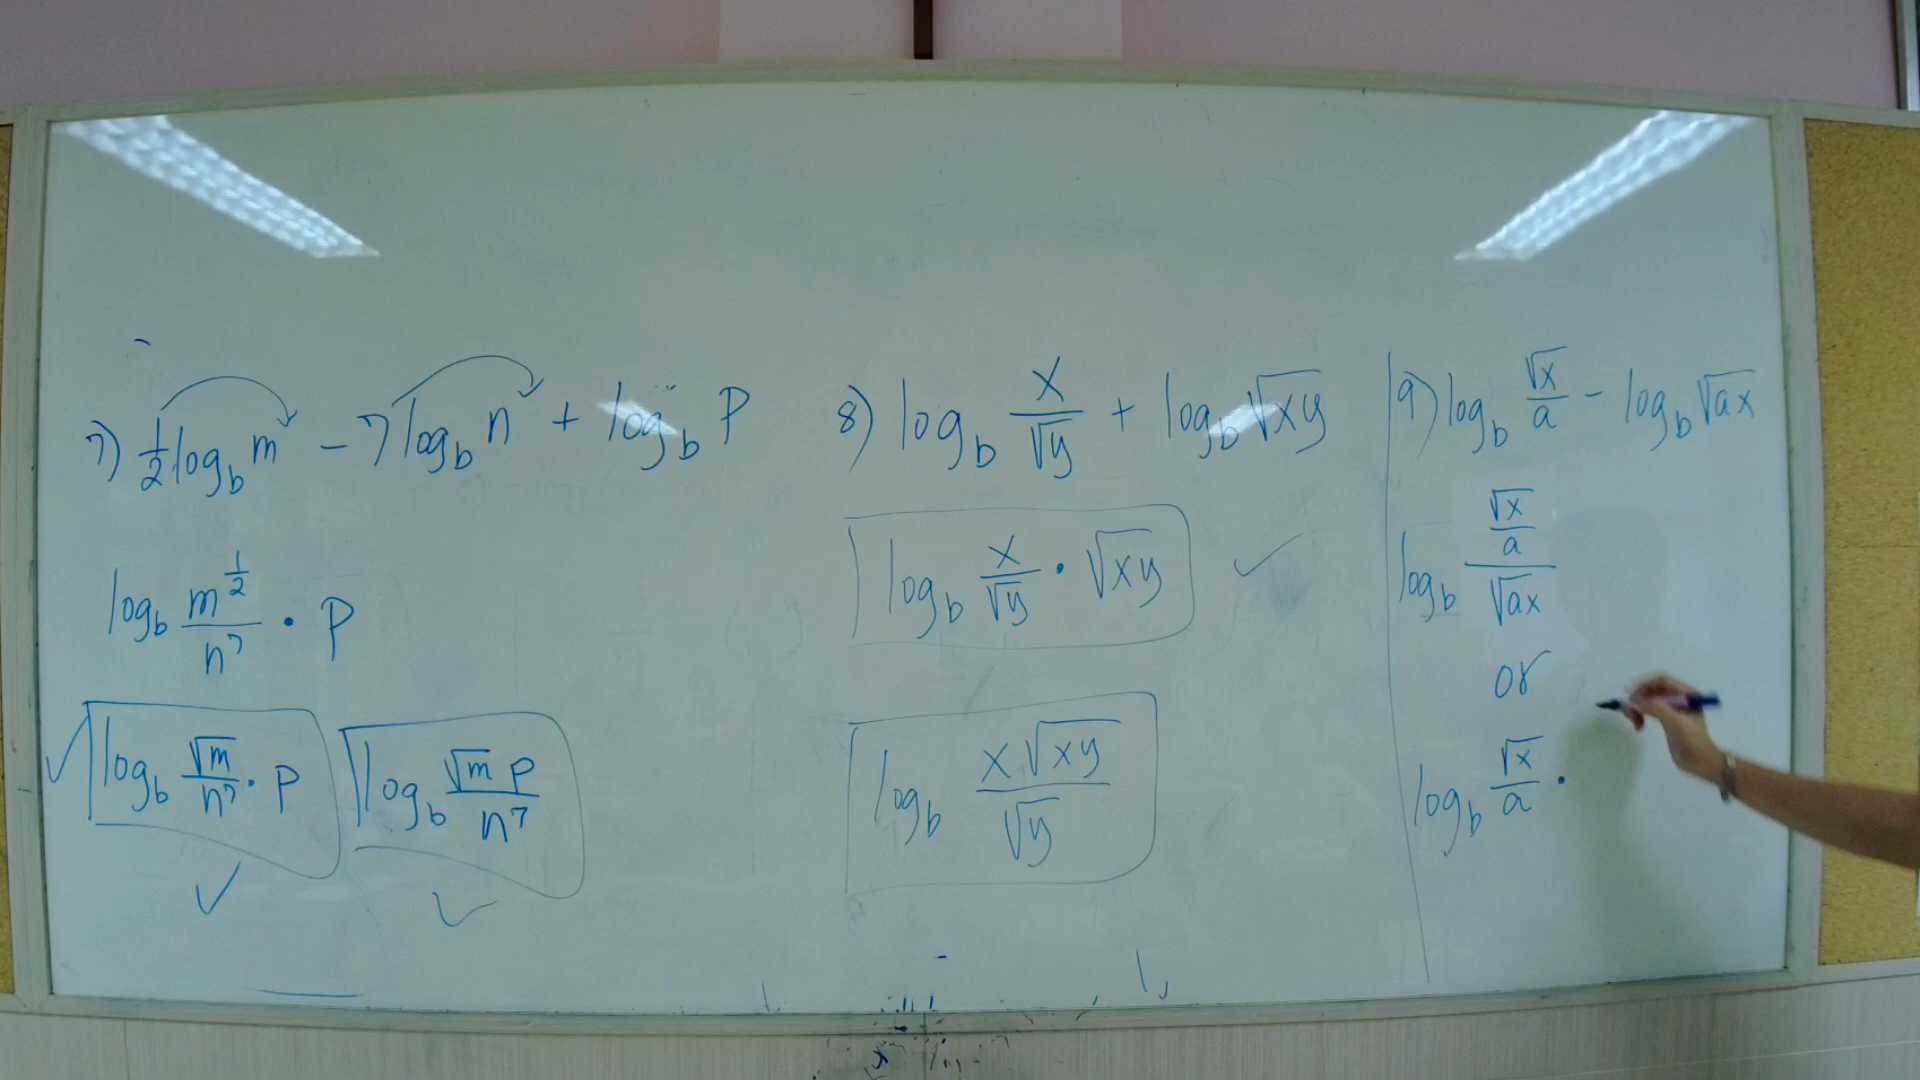 7) 1/2 log_b m - 7 log_b n + log_b p
log_b m^(1/2)/n^7 · p
log_b √m/n^7 · p
log_b √m p/n^7
8) log_b x/√y + log_b √xy
log_b x/√y · √xy
log_b x√xy/√y
9) log_b √x/a - log_b √ax
log_b (√x/a)/√ax
or
log_b √x/a ·